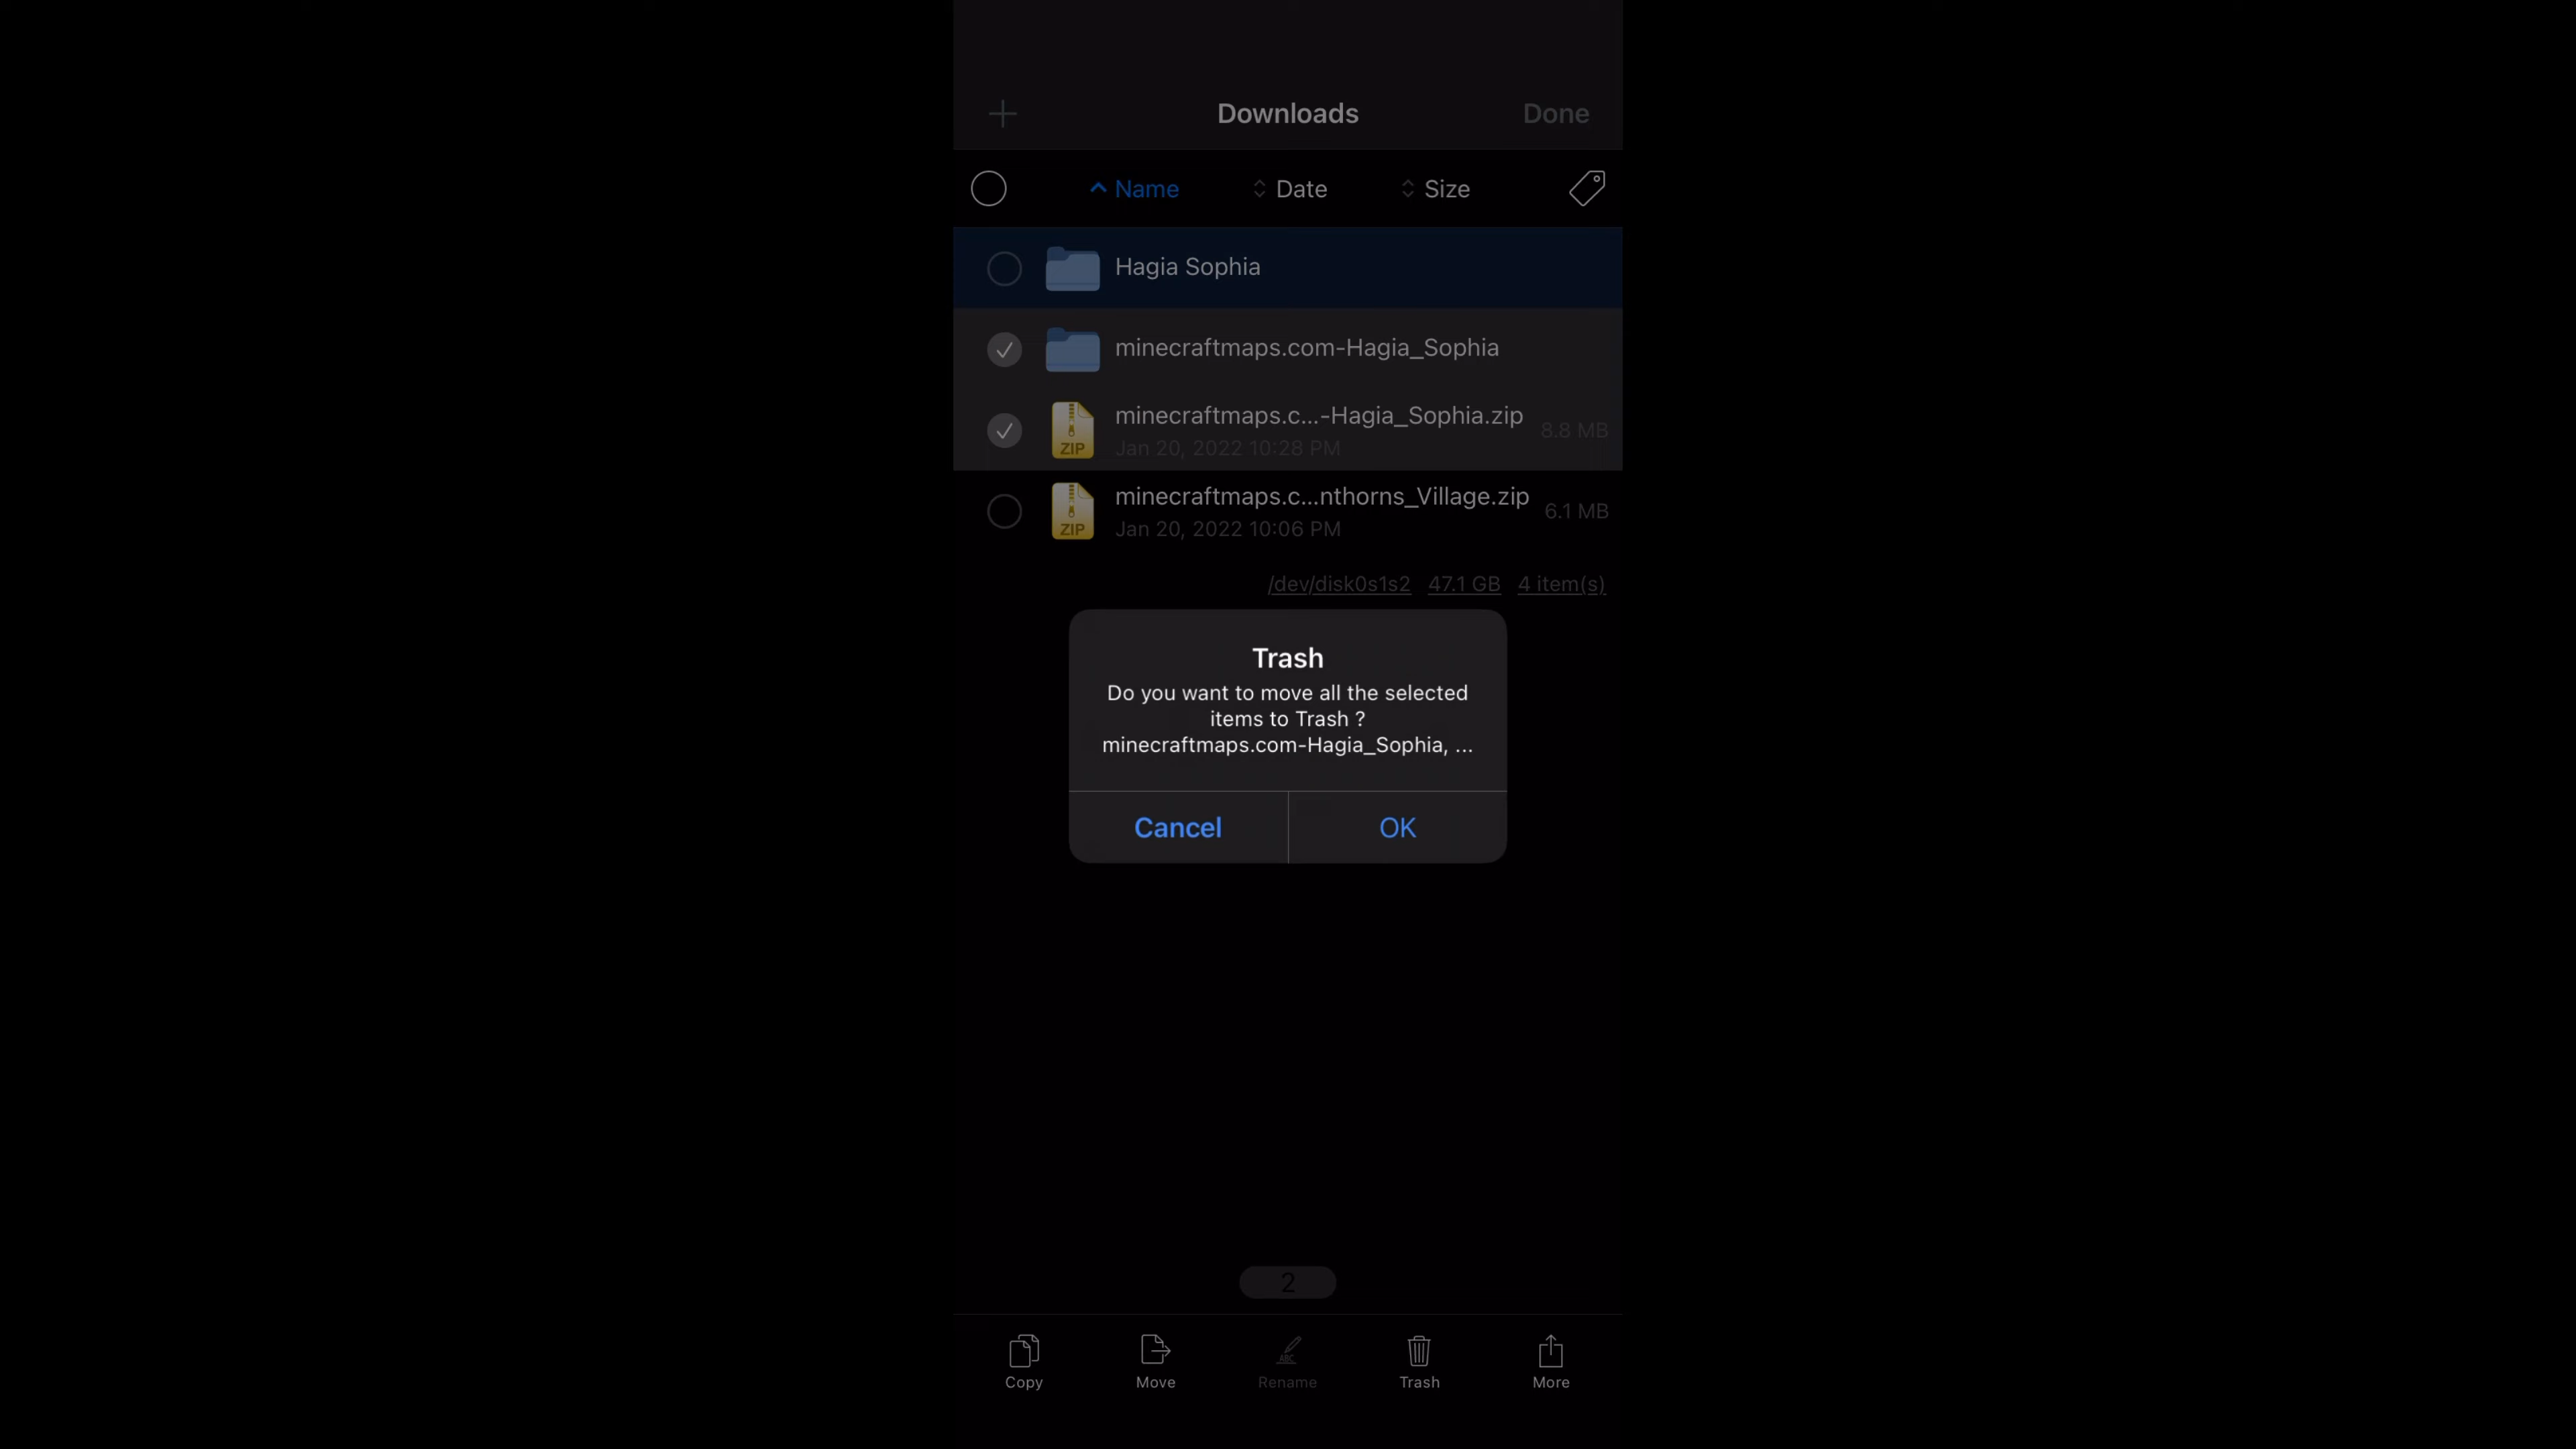 Downloads
Done
Name
Date
Size
Hagia Sophia
minecraftmaps.com-Hagia_Sophia
minecraftmaps.c...-Hagia_Sophia.zip
Jan 20, 2022 10:28 PM
8.8 MB
ZIP
minecraftmaps.c...nthorns_Village.zip
Jan 20, 2022 10:06 PM
6.1 MB
ZIP
/dev/disk0s1s2 47.1 GB 4 item(s)
Trash
Do you want to move all the selected
items to Trash ?
minecraftmaps.com-Hagia_Sophia, ...
Cancel
OK
2
Copy
Move
ABC
Rename
Trash
More